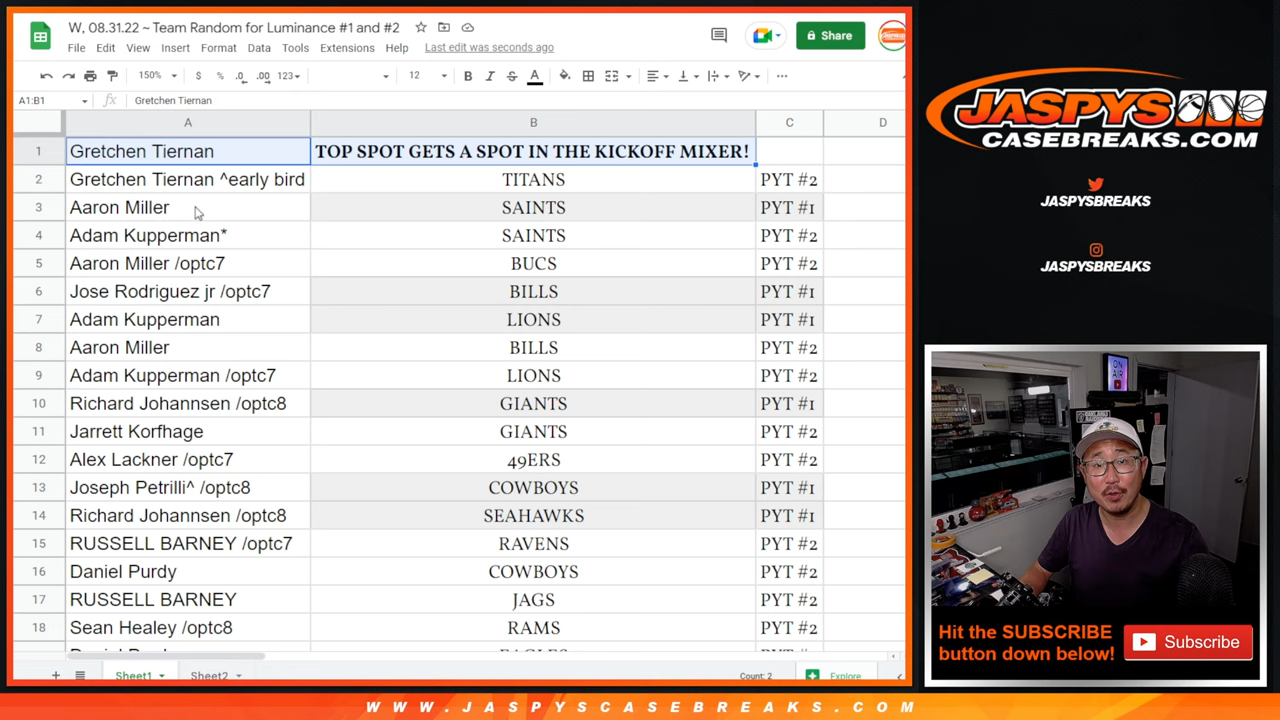 W, 08.31.22 ~ Team Random for Luminance #1 and #2
File Edit View Insert Format Data Tools Extensions Help Last edit was seconds ago
Share
150% $ % .0 .00 123 12 B I S A
A1:B1 fx Gretchen Tiernan
A B C D
1 Gretchen Tiernan TOP SPOT GETS A SPOT IN THE KICKOFF MIXER!
2 Gretchen Tiernan ^early bird TITANS PYT #2
3 Aaron Miller SAINTS PYT #1
4 Adam Kupperman* SAINTS PYT #2
5 Aaron Miller /optc7 BUCS PYT #2
6 Jose Rodriguez jr /optc7 BILLS PYT #1
7 Adam Kupperman LIONS PYT #1
8 Aaron Miller BILLS PYT #2
9 Adam Kupperman /optc7 LIONS PYT #2
10 Richard Johannsen /optc8 GIANTS PYT #1
11 Jarrett Korfhage GIANTS PYT #2
12 Alex Lackner /optc7 49ERS PYT #2
13 Joseph Petrilli^ /optc8 COWBOYS PYT #1
14 Richard Johannsen /optc8 SEAHAWKS PYT #1
15 RUSSELL BARNEY /optc7 RAVENS PYT #2
16 Daniel Purdy COWBOYS PYT #2
17 RUSSELL BARNEY JAGS PYT #2
18 Sean Healey /optc8 RAMS PYT #2
Sheet1 Sheet2 Count: 2 Explore
JASPYS
CASEBREAKS.COM
JASPYSBREAKS
JASPYSBREAKS
ON
AIR
Hit the SUBSCRIBE
button down below!
Subscribe
WWW.JASPYSCASEBREAKS.COM